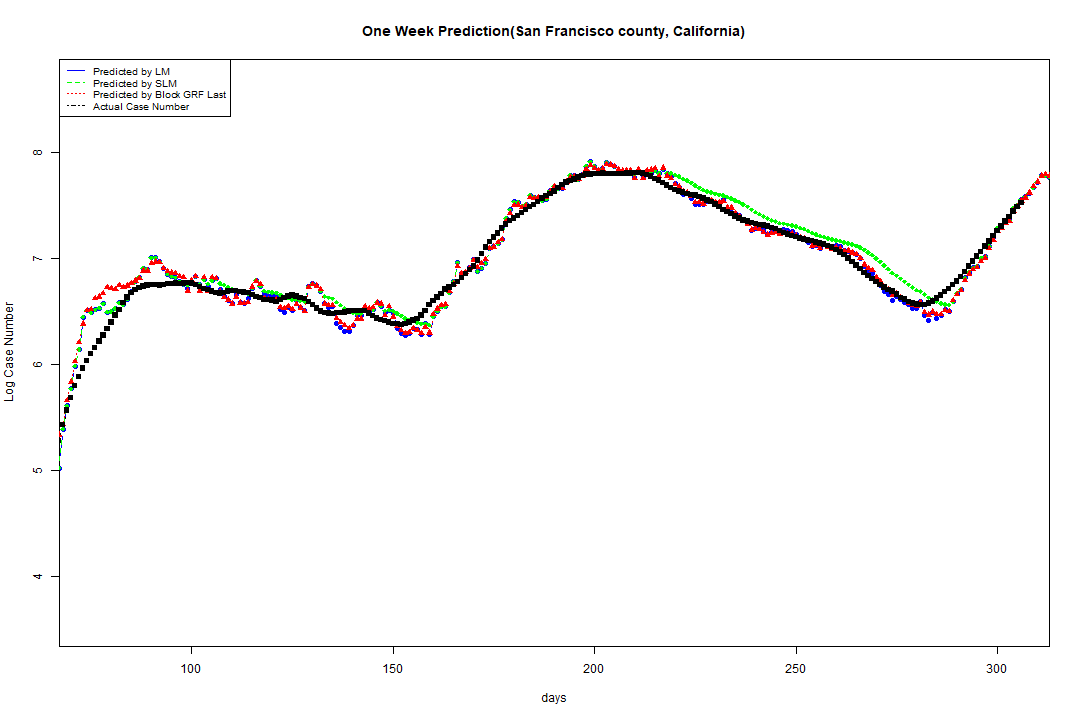 One Week Prediction(San Francisco county, California)
Predicted by LM
Predicted by SLM
Predicted by Block GRF Last
Actual Case Number
8
7
6
5
4
Log Case Number
100 150 200 250 300
days